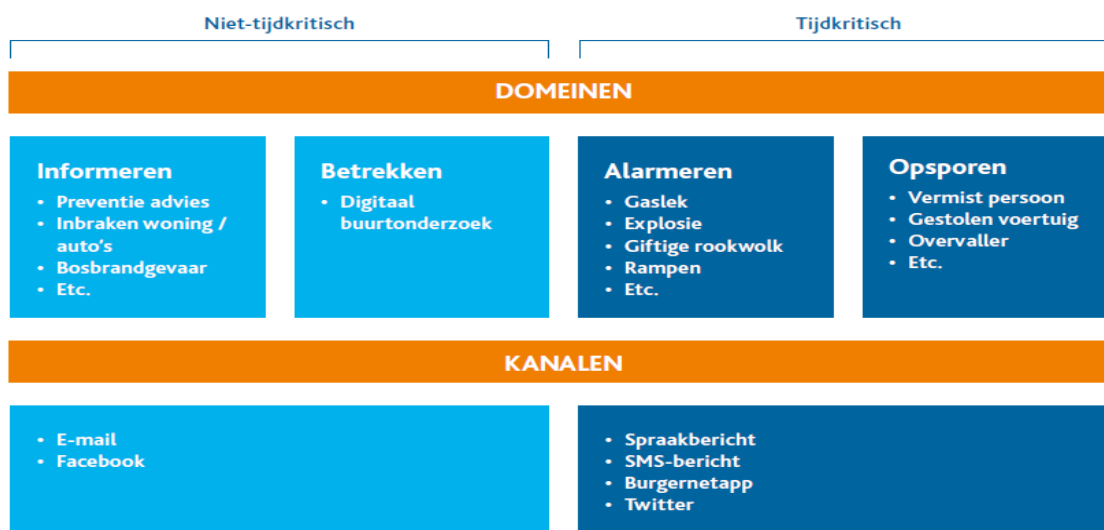 Niet-tijdkritisch
Tijdkritisch
DOMEINEN
Informeren
• Preventie advies
• Inbraken woning /
auto's
• Bosbrandgevaar
• Etc.
Betrekken
• Digitaal
buurtonderzoek
Alarmeren
• Gaslek
• Explosie
• Giftige rookwolk
• Rampen
• Etc.
Opsporen
• Vermist persoon
• Gestolen voertuig
• Overvaller
• Etc.
KANALEN
• E-mail
• Facebook
• Spraakbericht
• SMS-bericht
• Burgernetapp
• Twitter